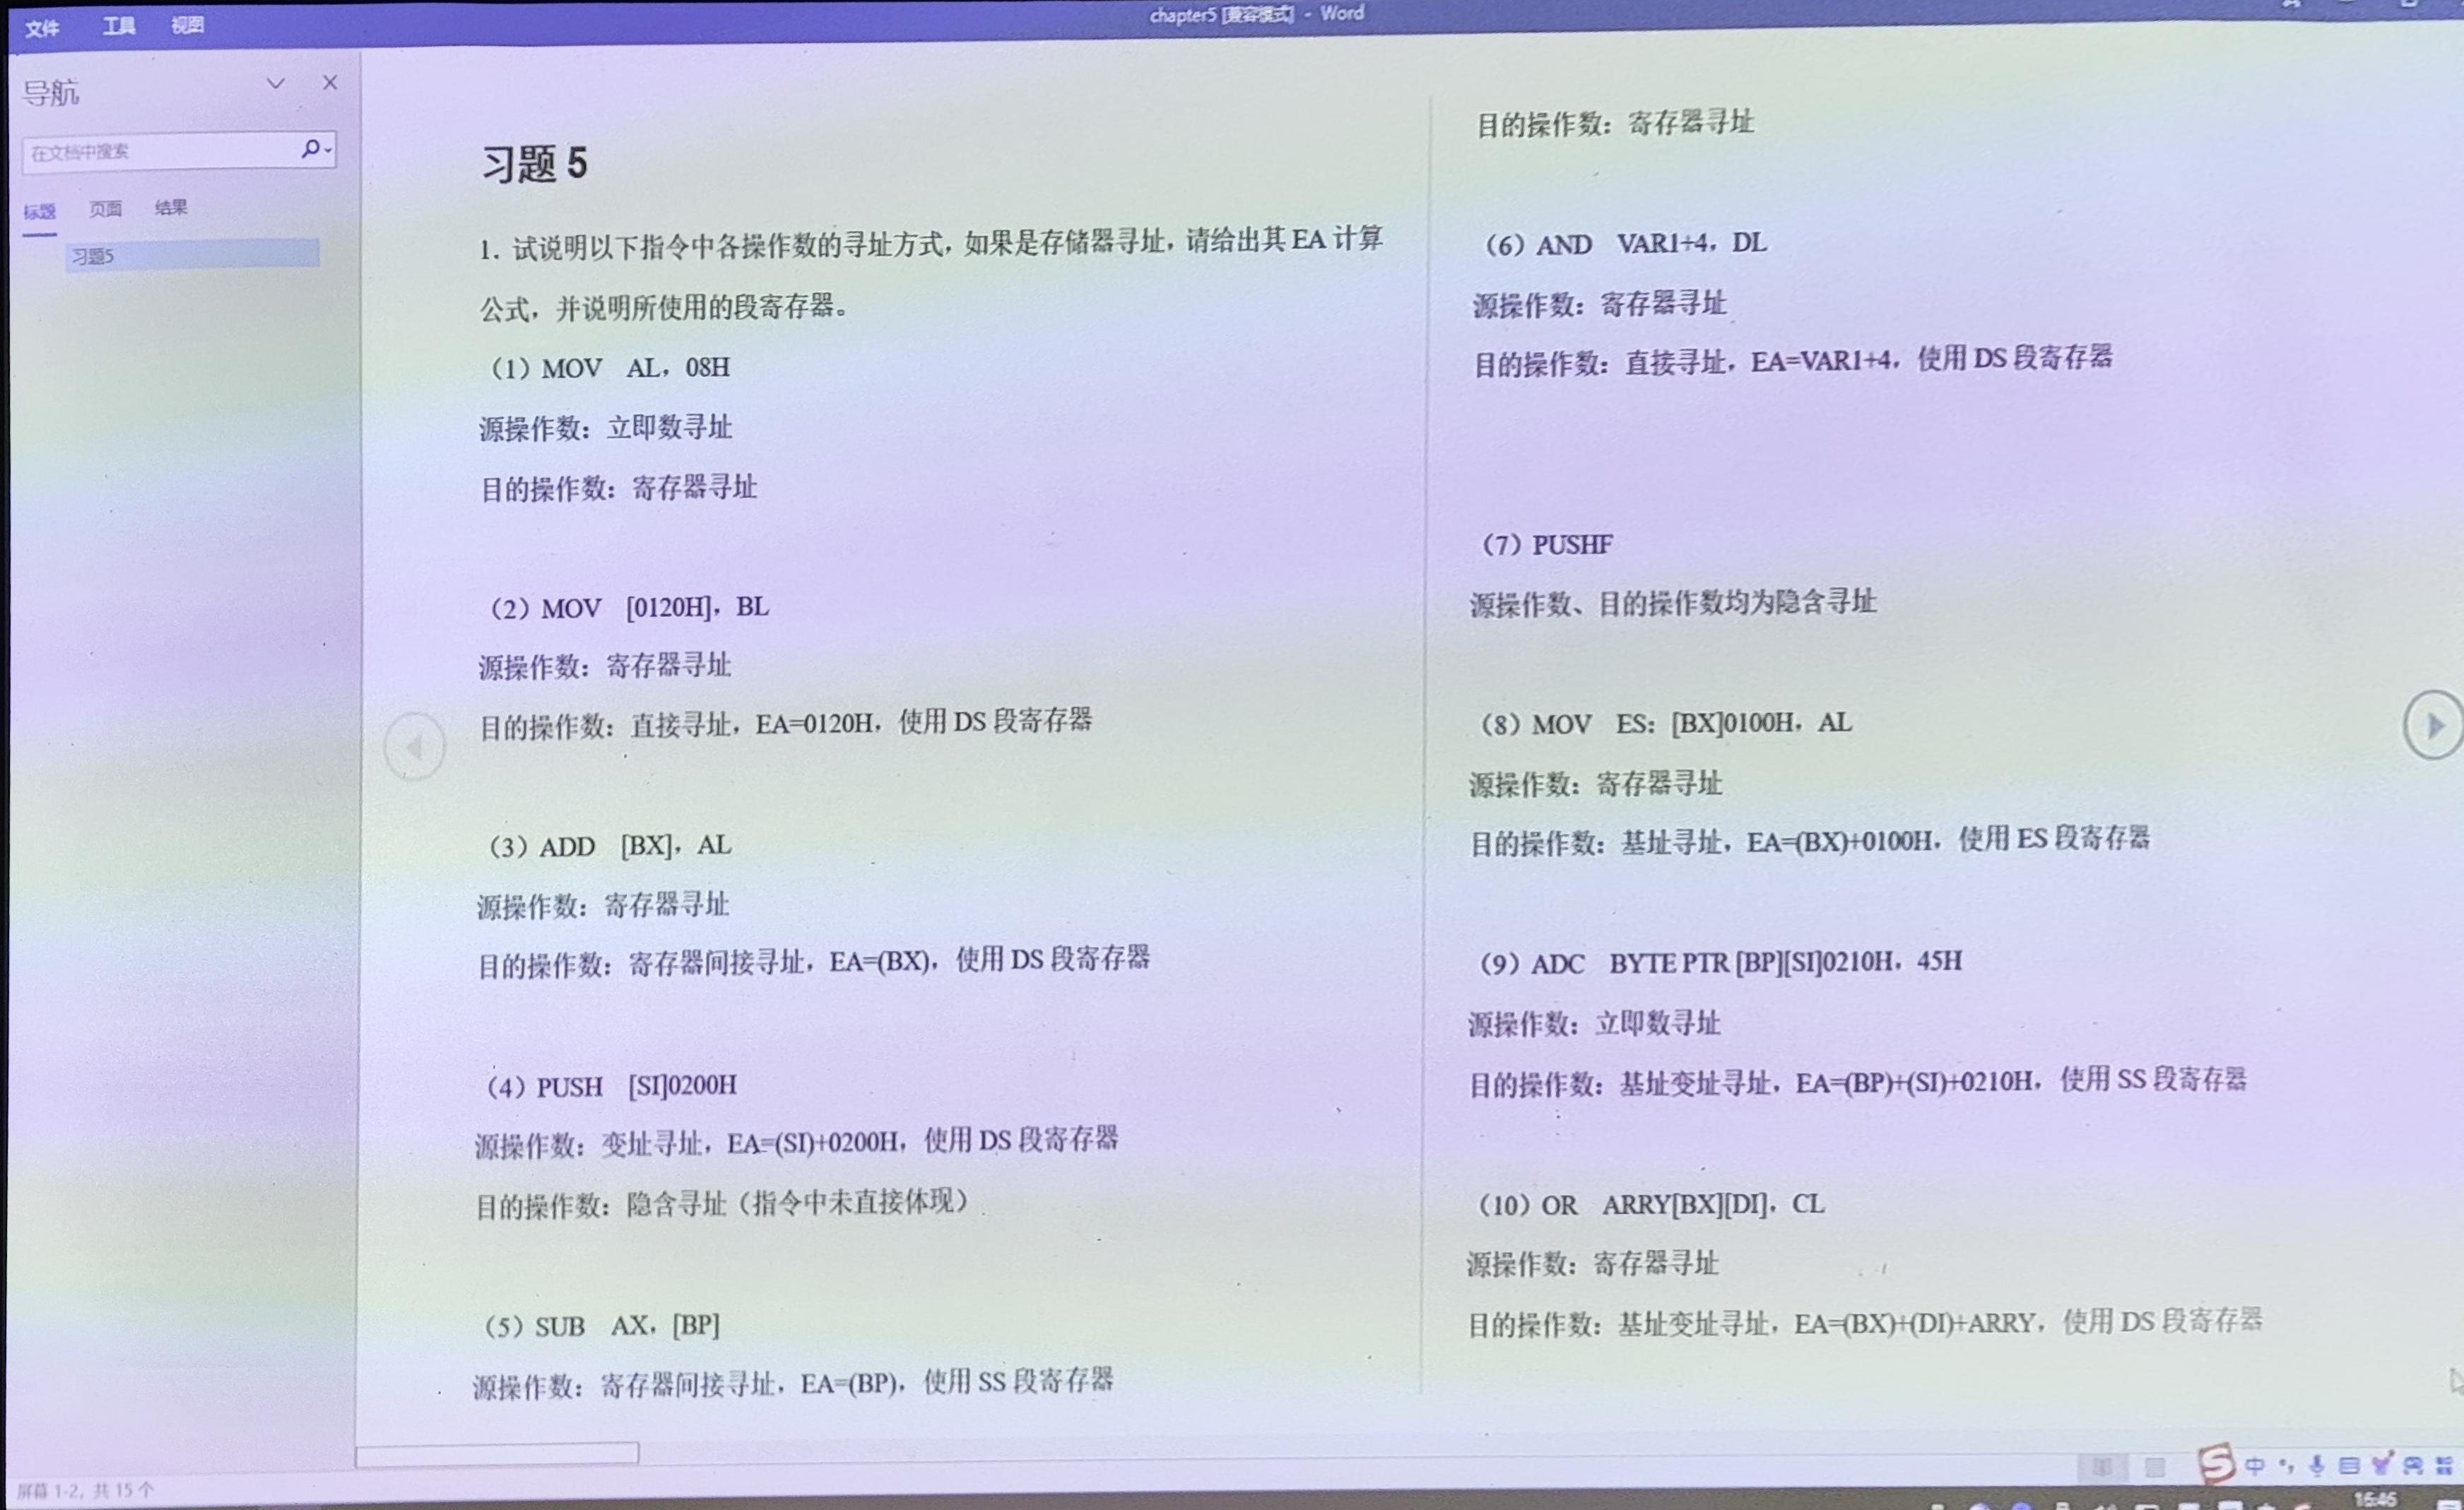 chapter5 [兼容模式] - Word
文件 工具 视图
导航
在文档中搜索
标题 页面 结果
习题5
习题 5
1. 试说明以下指令中各操作数的寻址方式，如果是存储器寻址，请给出其 EA 计算
公式，并说明所使用的段寄存器。
（1）MOV AL，08H
源操作数：立即数寻址
目的操作数：寄存器寻址
（2）MOV [0120H]，BL
源操作数：寄存器寻址
目的操作数：直接寻址，EA=0120H，使用 DS 段寄存器
（3）ADD [BX]，AL
源操作数：寄存器寻址
目的操作数：寄存器间接寻址，EA=(BX)，使用 DS 段寄存器
（4）PUSH [SI]0200H
源操作数：变址寻址，EA=(SI)+0200H，使用 DS 段寄存器
目的操作数：隐含寻址（指令中未直接体现）
（5）SUB AX，[BP]
源操作数：寄存器间接寻址，EA=(BP)，使用 SS 段寄存器
目的操作数：寄存器寻址
（6）AND VAR1+4，DL
源操作数：寄存器寻址
目的操作数：直接寻址，EA=VAR1+4，使用 DS 段寄存器
（7）PUSHF
源操作数、目的操作数均为隐含寻址
（8）MOV ES：[BX]0100H，AL
源操作数：寄存器寻址
目的操作数：基址寻址，EA=(BX)+0100H，使用 ES 段寄存器
（9）ADC BYTE PTR [BP][SI]0210H，45H
源操作数：立即数寻址
目的操作数：基址变址寻址，EA=(BP)+(SI)+0210H，使用 SS 段寄存器
（10）OR ARRY[BX][DI]，CL
源操作数：寄存器寻址
目的操作数：基址变址寻址，EA=(BX)+(DI)+ARRY，使用 DS 段寄存器
屏幕 1-2，共 15 个
中